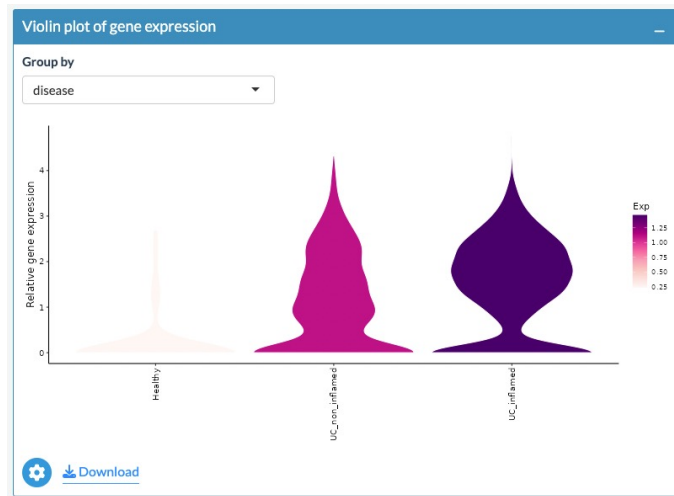 Violin plot of gene expression
Group by
disease
Relative gene expression
4
3
2
1
0
Healthy
UC_non_inflamed
UC_inflamed
Exp
1.25
1.00
0.75
0.50
0.25
Download